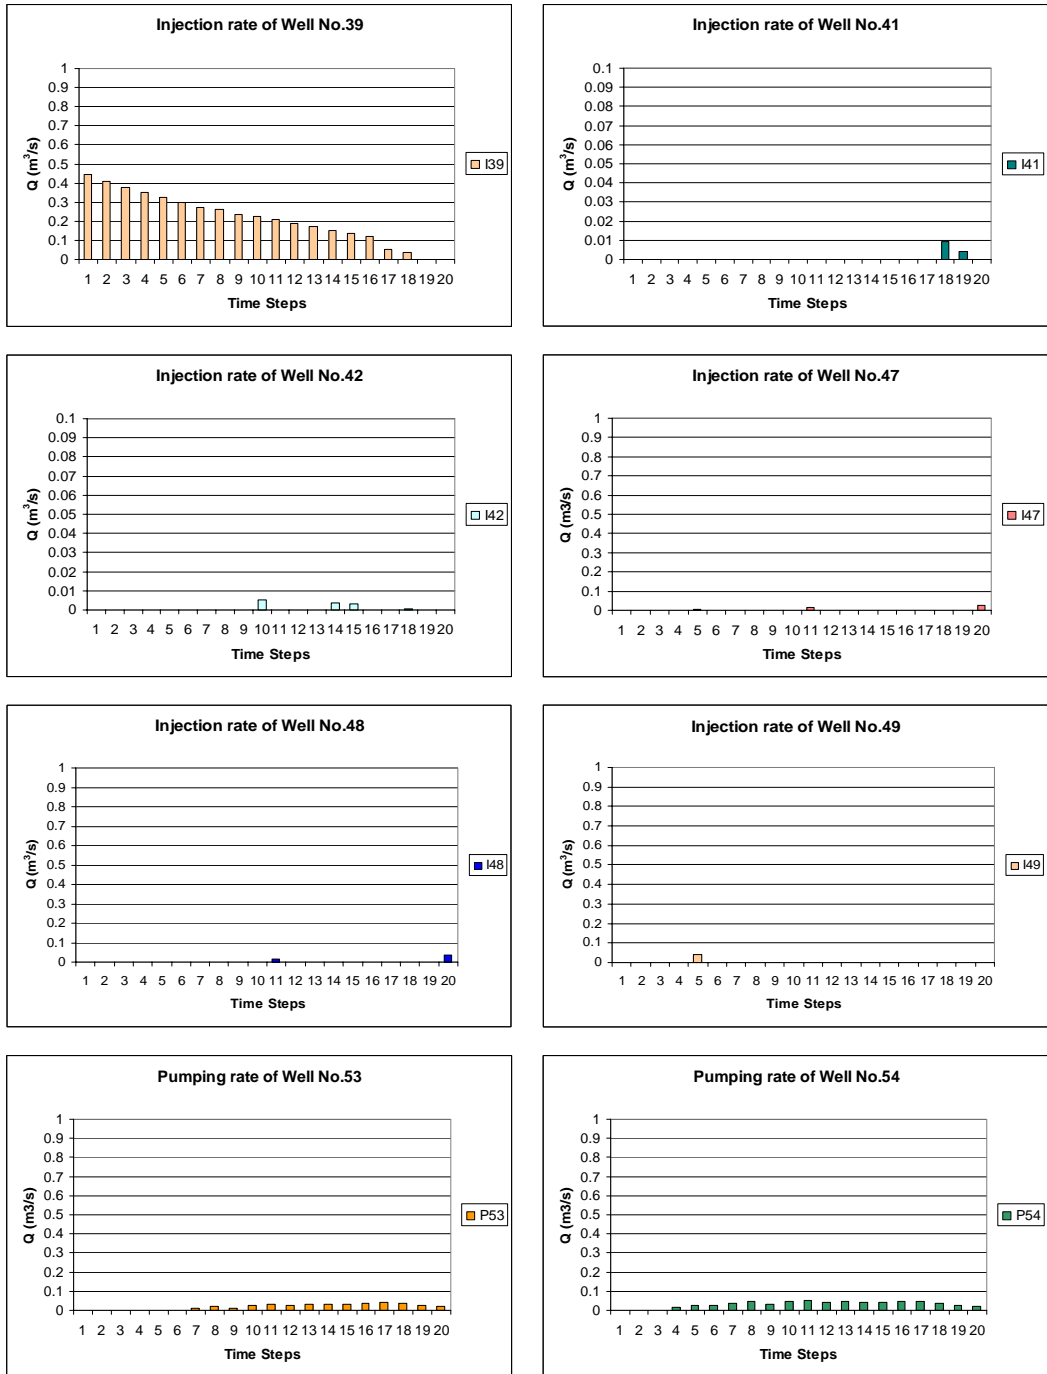 Injection rate of Well No.39
1
0.9
0.8
0.7
0.6
0.5
0.4
0.3
0.2
0.1
0
Q (m³/s)
1 2 3 4 5 6 7 8 9 10 11 12 13 14 15 16 17 18 19 20
Time Steps
I39
Injection rate of Well No.41
0.1
0.09
0.08
0.07
0.06
0.05
0.04
0.03
0.02
0.01
0
Q (m³/s)
1 2 3 4 5 6 7 8 9 10 11 12 13 14 15 16 17 18 19 20
Time Steps
I41
Injection rate of Well No.42
0.1
0.09
0.08
0.07
0.06
0.05
0.04
0.03
0.02
0.01
0
Q (m³/s)
1 2 3 4 5 6 7 8 9 10 11 12 13 14 15 16 17 18 19 20
Time Steps
I42
Injection rate of Well No.47
1
0.9
0.8
0.7
0.6
0.5
0.4
0.3
0.2
0.1
0
Q (m3/s)
1 2 3 4 5 6 7 8 9 10 11 12 13 14 15 16 17 18 19 20
Time Steps
I47
Injection rate of Well No.48
1
0.9
0.8
0.7
0.6
0.5
0.4
0.3
0.2
0.1
0
Q (m³/s)
1 2 3 4 5 6 7 8 9 10 11 12 13 14 15 16 17 18 19 20
Time Steps
I48
Injection rate of Well No.49
1
0.9
0.8
0.7
0.6
0.5
0.4
0.3
0.2
0.1
0
Q (m³/s)
1 2 3 4 5 6 7 8 9 10 11 12 13 14 15 16 17 18 19 20
Time Steps
I49
Pumping rate of Well No.53
1
0.9
0.8
0.7
0.6
0.5
0.4
0.3
0.2
0.1
0
Q (m3/s)
1 2 3 4 5 6 7 8 9 10 11 12 13 14 15 16 17 18 19 20
Time Steps
P53
Pumping rate of Well No.54
1
0.9
0.8
0.7
0.6
0.5
0.4
0.3
0.2
0.1
0
Q (m3/s)
1 2 3 4 5 6 7 8 9 10 11 12 13 14 15 16 17 18 19 20
Time Steps
P54